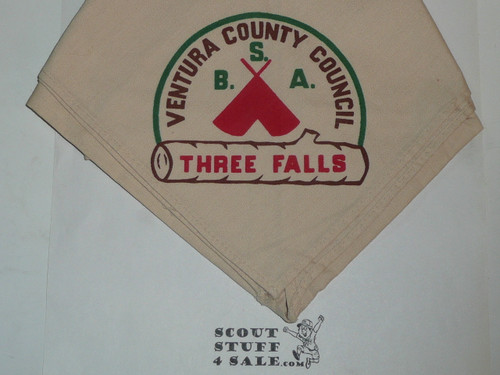 VENTURA COUNTY COUNCIL
B. S. A.
THREE FALLS
SCOUT
STUFF
4 SALE.com